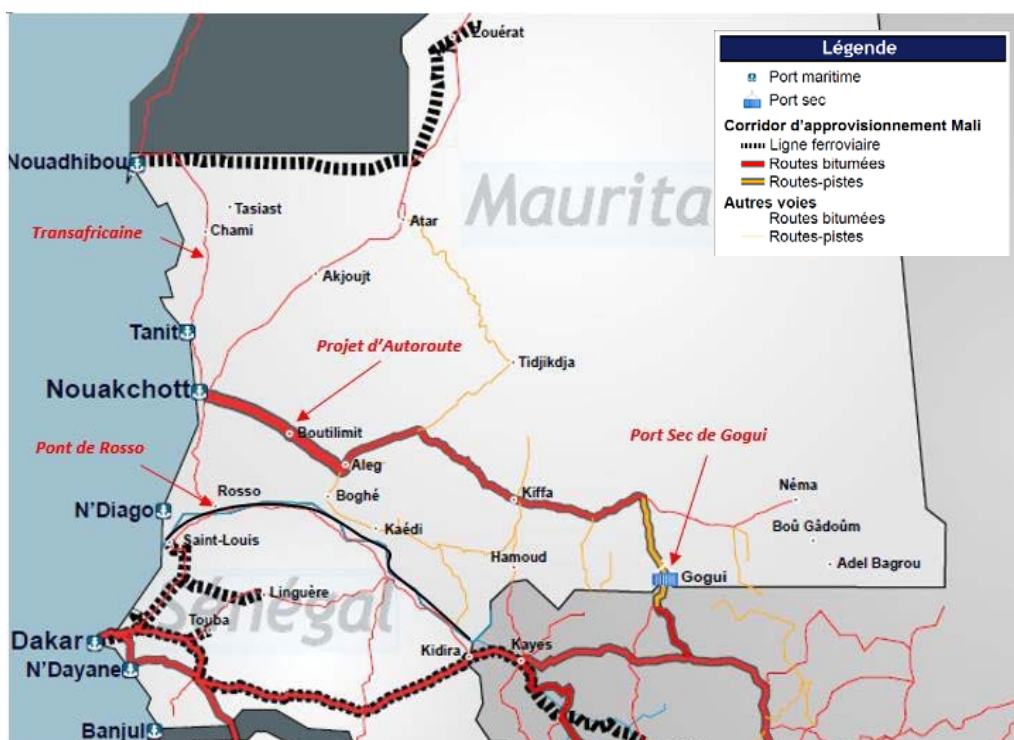 Zouérat
Légende
Port maritime
Port sec
Corridor d'approvisionnement Mali
Ligne ferroviaire
Routes bitumées
Routes-pistes
Autres voies
Routes bitumées
Routes-pistes
Nouadhibou
Maurita
Tasiast
Transafricaine
Chami
Atar
Akjoujt
Tanit
Projet d'Autoroute
Tidjikdja
Nouakchott
Boutilimit
Port Sec de Gogui
Pont de Rosso
Aleg
Rosso
Boghé
Kiffa
Néma
N'Diago
Kaédi
Boû Gâdoûm
Saint-Louis
Hamoud
Gogui
Adel Bagrou
Linguère
Sénégal
Touba
Dakar
Kidira
Kayes
N'Dayane
Banjul